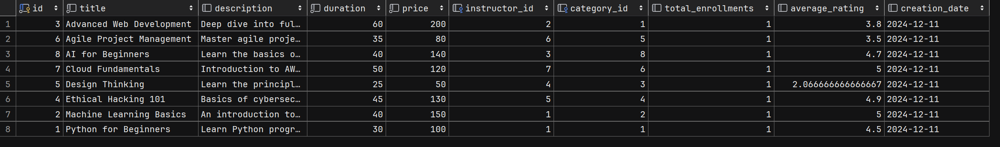 id title description duration price instructor_id category_id total_enrollments average_rating creation_date
1 3 Advanced Web Development Deep dive into ful… 60 200 2 1 1 3.8 2024-12-11
2 6 Agile Project Management Master agile proje… 35 80 6 5 1 3.5 2024-12-11
3 8 AI for Beginners Learn the basics o… 40 140 3 8 1 4.7 2024-12-11
4 7 Cloud Fundamentals Introduction to AW… 50 120 7 6 1 5 2024-12-11
5 5 Design Thinking Learn the principl… 25 50 4 3 1 2.066666666666667 2024-12-11
6 4 Ethical Hacking 101 Basics of cybersec… 45 130 5 4 1 4.9 2024-12-11
7 2 Machine Learning Basics An introduction to… 40 150 1 2 1 5 2024-12-11
8 1 Python for Beginners Learn Python progr… 30 100 1 1 1 4.5 2024-12-11